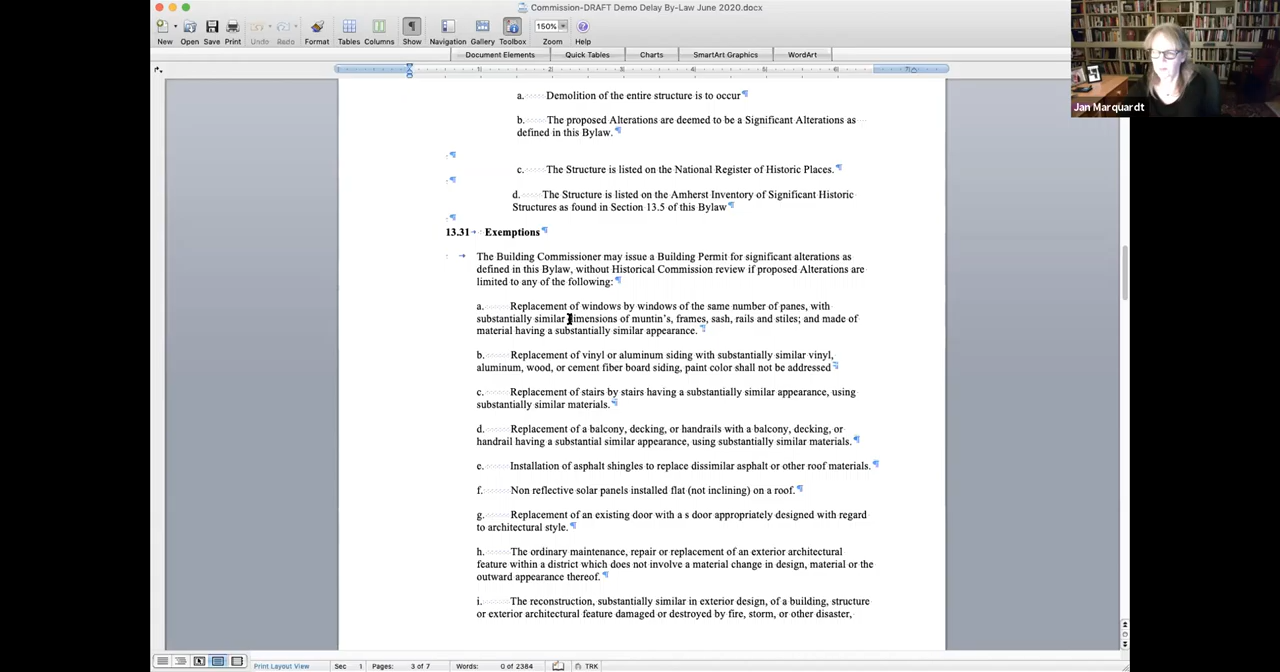 Commission-DRAFT Demo Delay By-Law June 2020.docx
New Open Save Print Undo Redo Format Tables Columns Show Navigation Gallery Toolbox 150% Zoom Help
Document Elements Quick Tables Charts SmartArt Graphics WordArt
Jan Marquardt
a. Demolition of the entire structure is to occur
b. The proposed Alterations are deemed to be a Significant Alterations as
defined in this Bylaw.
c. The Structure is listed on the National Register of Historic Places.
d. The Structure is listed on the Amherst Inventory of Significant Historic
Structures as found in Section 13.5 of this Bylaw
13.31 Exemptions
The Building Commissioner may issue a Building Permit for significant alterations as
defined in this Bylaw, without Historical Commission review if proposed Alterations are
limited to any of the following:
a. Replacement of windows by windows of the same number of panes, with
substantially similar dimensions of muntin's, frames, sash, rails and stiles; and made of
material having a substantially similar appearance.
b. Replacement of vinyl or aluminum siding with substantially similar vinyl,
aluminum, wood, or cement fiber board siding, paint color shall not be addressed
c. Replacement of stairs by stairs having a substantially similar appearance, using
substantially similar materials.
d. Replacement of a balcony, decking, or handrails with a balcony, decking, or
handrail having a substantial similar appearance, using substantially similar materials.
e. Installation of asphalt shingles to replace dissimilar asphalt or other roof materials.
f. Non reflective solar panels installed flat (not inclining) on a roof.
g. Replacement of an existing door with a s door appropriately designed with regard
to architectural style.
h. The ordinary maintenance, repair or replacement of an exterior architectural
feature within a district which does not involve a material change in design, material or the
outward appearance thereof.
i. The reconstruction, substantially similar in exterior design, of a building, structure
or exterior architectural feature damaged or destroyed by fire, storm, or other disaster,
Print Layout View Sec 1 Pages: 3 of 7 Words: 0 of 2384 TRK